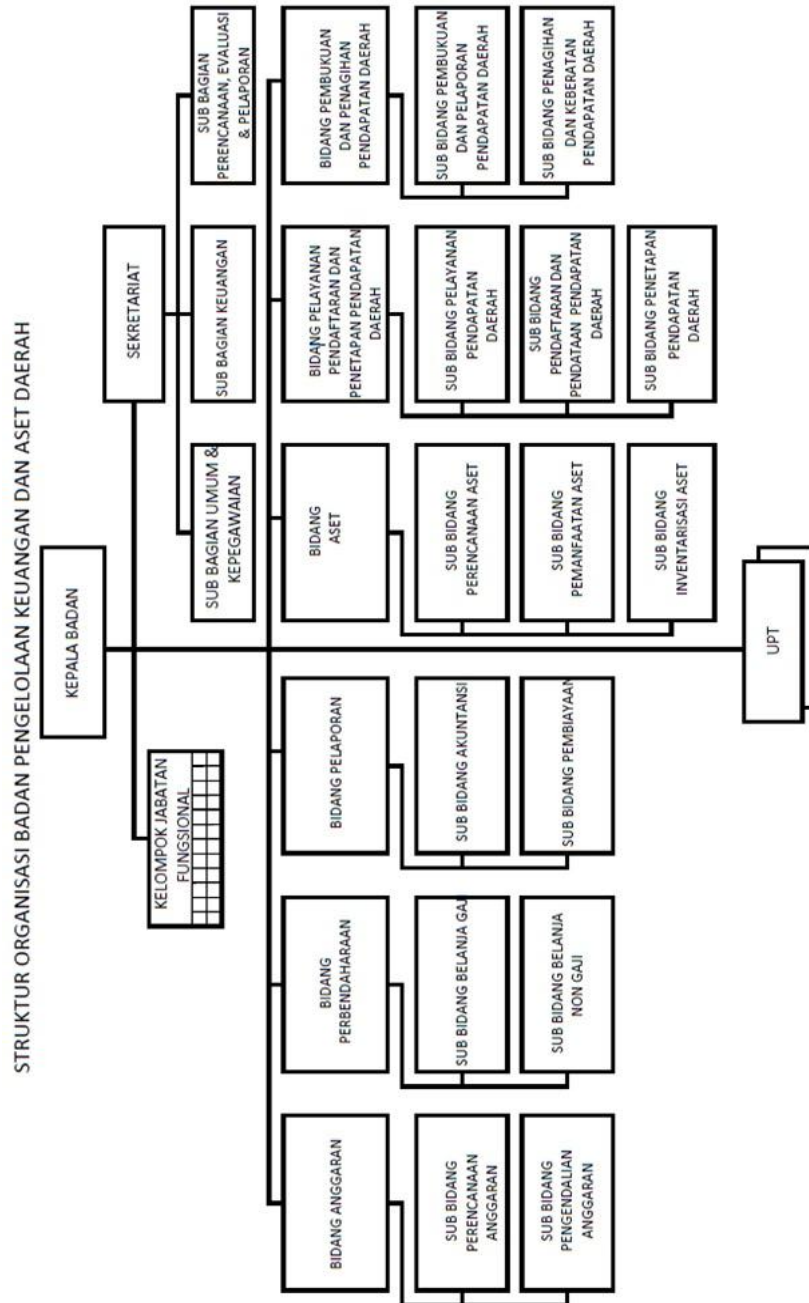 STRUKTUR ORGANISASI BADAN PENGELOLAAN KEUANGAN DAN ASET DAERAH
KEPALA BADAN
KELOMPOK JABATAN
FUNGSIONAL
SEKRETARIAT
SUB BAGIAN UMUM &
KEPEGAWAIAN
SUB BAGIAN KEUANGAN
SUB BAGIAN
PERENCANAAN, EVALUASI
& PELAPORAN
BIDANG ANGGARAN
SUB BIDANG
PERENCANAAN
ANGGARAN
SUB BIDANG
PENGENDALIAN
ANGGARAN
BIDANG
PERBENDAHARAAN
SUB BIDANG BELANJA GAJI
SUB BIDANG BELANJA
NON GAJI
BIDANG PELAPORAN
SUB BIDANG AKUNTANSI
SUB BIDANG PEMBIAYAAN
BIDANG
ASET
SUB BIDANG
PERENCANAAN ASET
SUB BIDANG
PEMANFAATAN ASET
SUB BIDANG
INVENTARISASI ASET
BIDANG PELAYANAN
PENDAFTARAN DAN
PENETAPAN PENDAPATAN
DAERAH
SUB BIDANG PELAYANAN
PENDAPATAN
DAERAH
SUB BIDANG
PENDAFTARAN DAN
PENDATAAN PENDAPATAN
DAERAH
SUB BIDANG PENETAPAN
PENDAPATAN
DAERAH
BIDANG PEMBUKUAN
DAN PENAGIHAN
PENDAPATAN DAERAH
SUB BIDANG PEMBUKUAN
DAN PELAPORAN
PENDAPATAN DAERAH
SUB BIDANG PENAGIHAN
DAN KEBERATAN
PENDAPATAN DAERAH
UPT